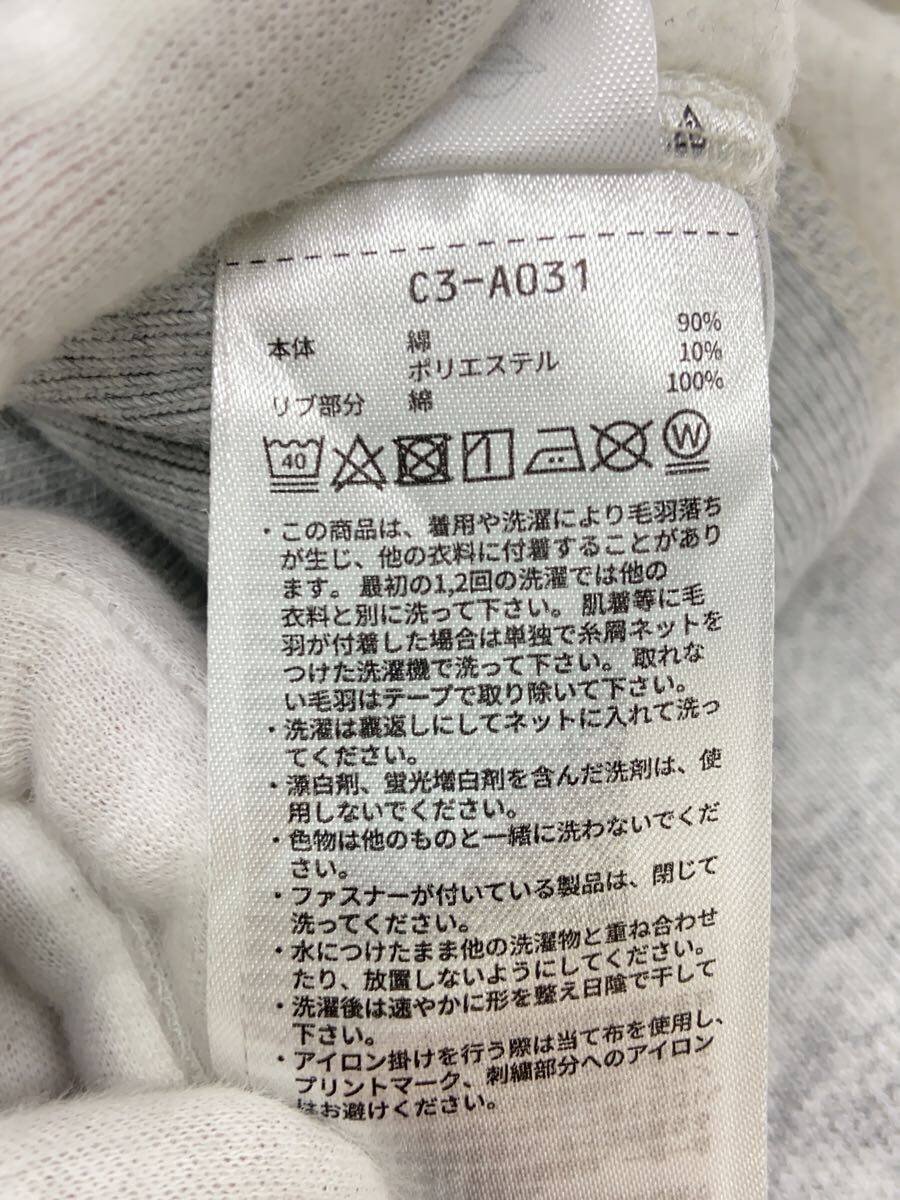 C3-A031
本体 綿 90%
ポリエステル 10%
リブ部分 綿 100%
40
W
・この商品は、着用や洗濯により毛羽落ち
が生じ、他の衣料に付着することがあり
ます。最初の1,2回の洗濯では他の
衣料と別に洗って下さい。肌着等に毛
羽が付着した場合は単独で糸屑ネットを
つけた洗濯機で洗って下さい。取れな
い毛羽はテープで取り除いて下さい。
・洗濯は裏返しにしてネットに入れて洗っ
てください。
・漂白剤、蛍光増白剤を含んだ洗剤は、使
用しないでください。
・色物は他のものと一緒に洗わないでくだ
さい。
・ファスナーが付いている製品は、閉じて
洗ってください。
・水につけたまま他の洗濯物と重ね合わせ
たり、放置しないようにしてください。
・洗濯後は速やかに形を整え日陰で干して
下さい。
・アイロン掛けを行う際は当て布を使用し、
プリントマーク、刺繍部分へのアイロン
はお避けください。